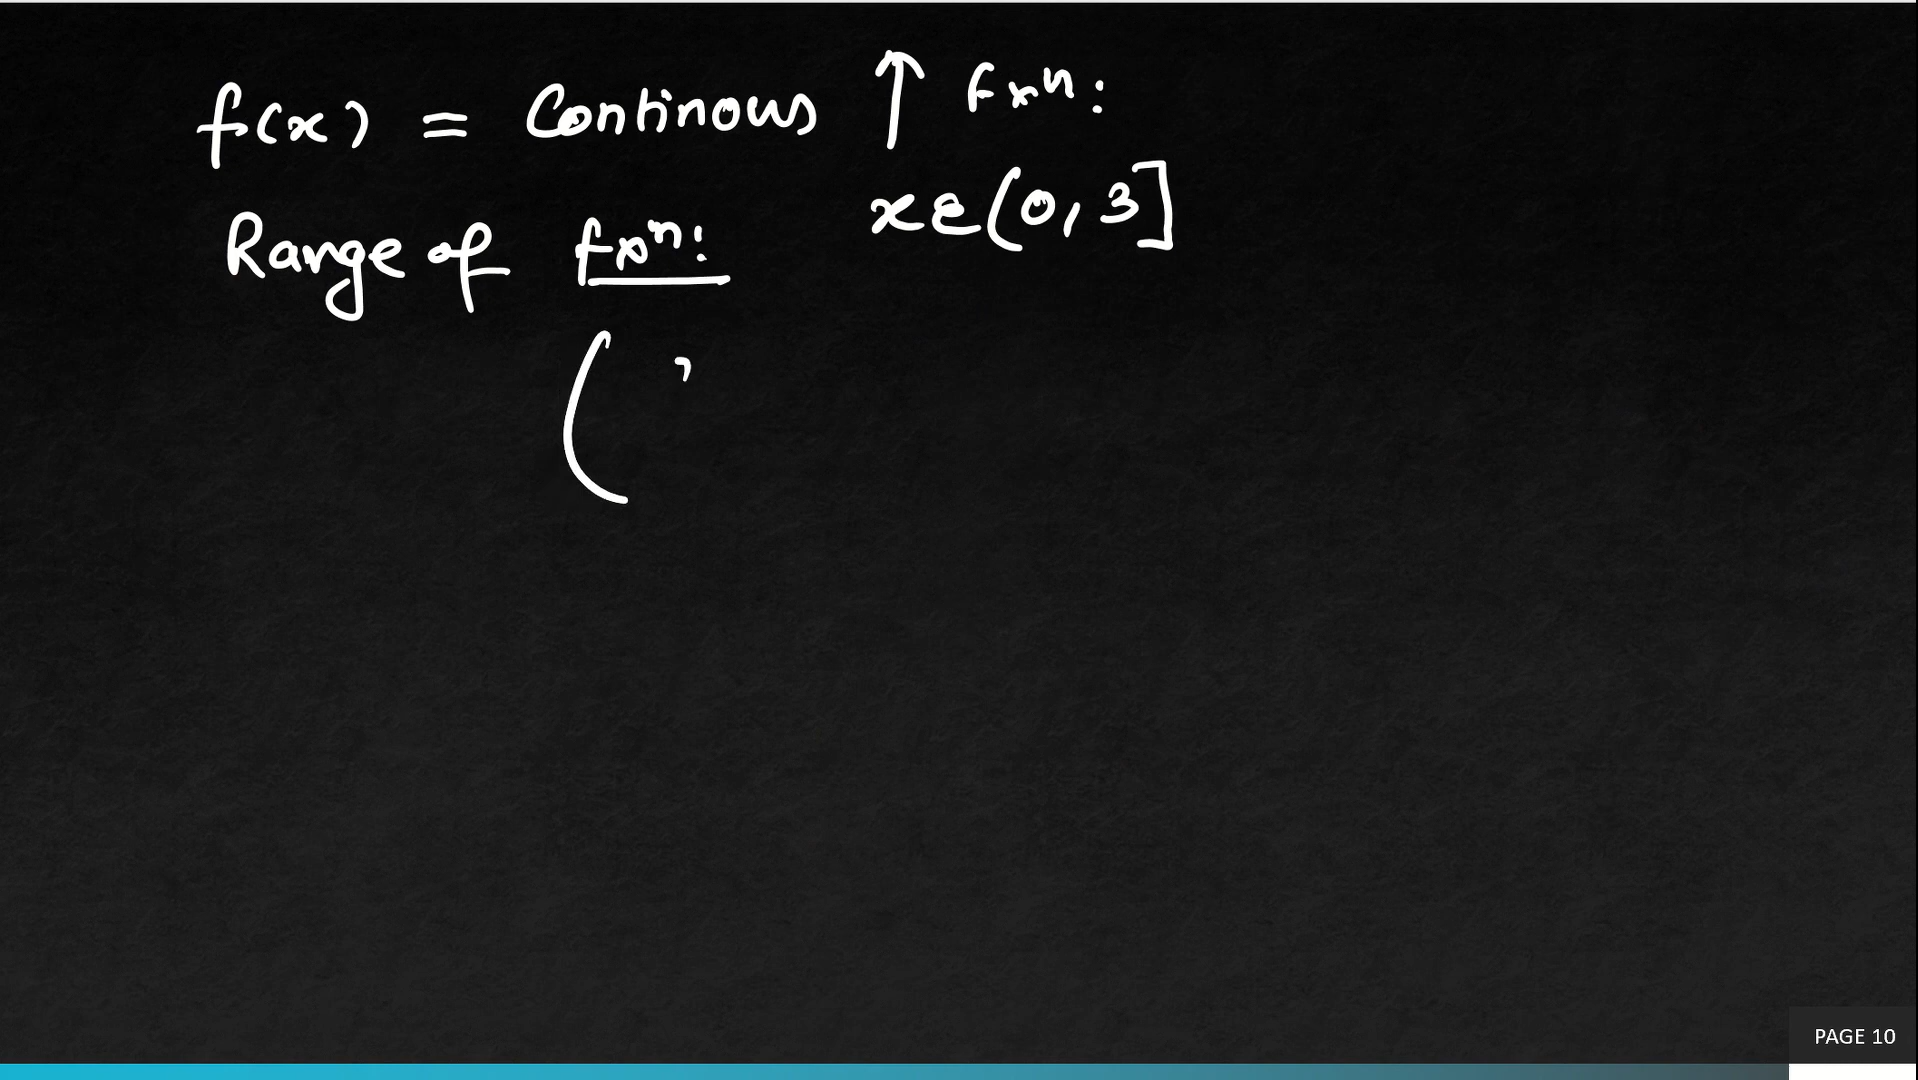 f(x) = Continous ↑ Fxⁿ:
x∈(0,3]
Range of fxⁿ:
( ,
PAGE 10